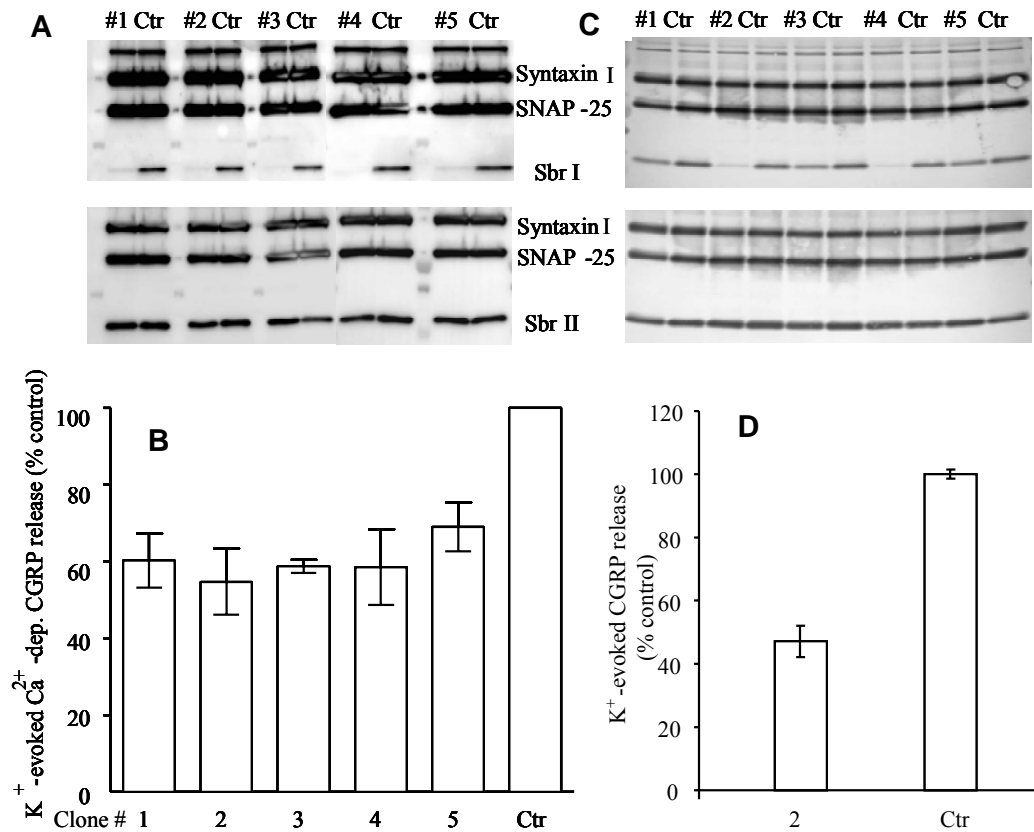 A
#1 Ctr #2 Ctr #3 Ctr #4 Ctr #5 Ctr
Syntaxin I
SNAP -25
Sbr I
Syntaxin I
SNAP -25
Sbr II
C
#1 Ctr #2 Ctr #3 Ctr #4 Ctr #5 Ctr
B
K+ -evoked Ca2+ -dep. CGRP release (% control)
100
80
60
40
20
0
Clone # 1 2 3 4 5 Ctr
D
K+ -evoked CGRP release
(% control)
120
100
80
60
40
20
0
2 Ctr